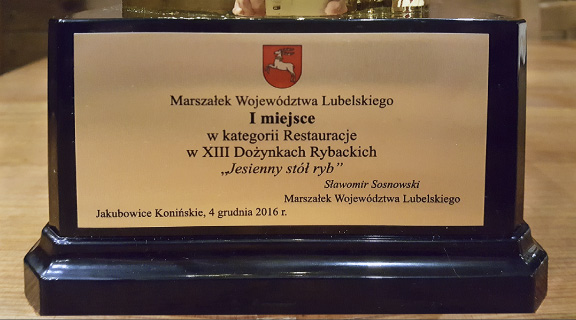 Marszałek Województwa Lubelskiego
I miejsce
w kategorii Restauracje
w XIII Dożynkach Rybackich
„Jesienny stół ryb”
Sławomir Sosnowski
Marszałek Województwa Lubelskiego
Jakubowice Konińskie, 4 grudnia 2016 r.